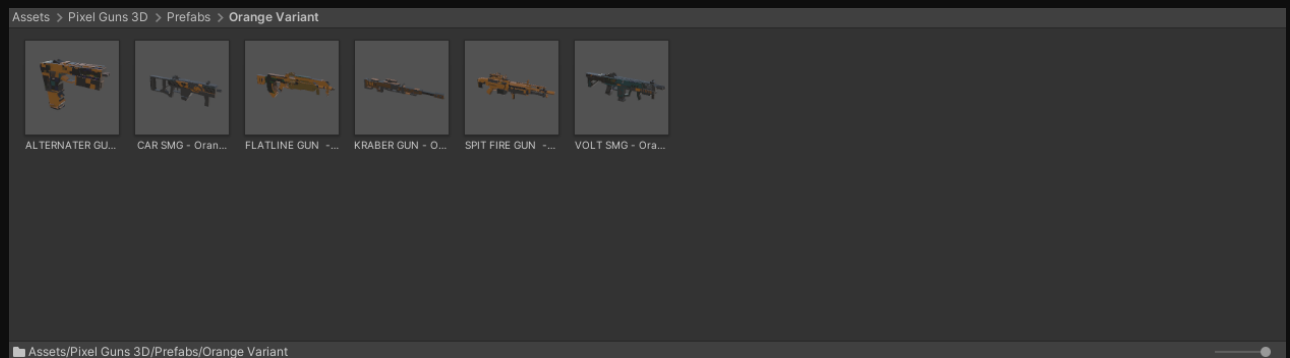 Assets > Pixel Guns 3D > Prefabs > Orange Variant
ALTERNATER GU... CAR SMG - Oran... FLATLINE GUN -... KRABER GUN - O... SPIT FIRE GUN -... VOLT SMG - Ora...
Assets/Pixel Guns 3D/Prefabs/Orange Variant